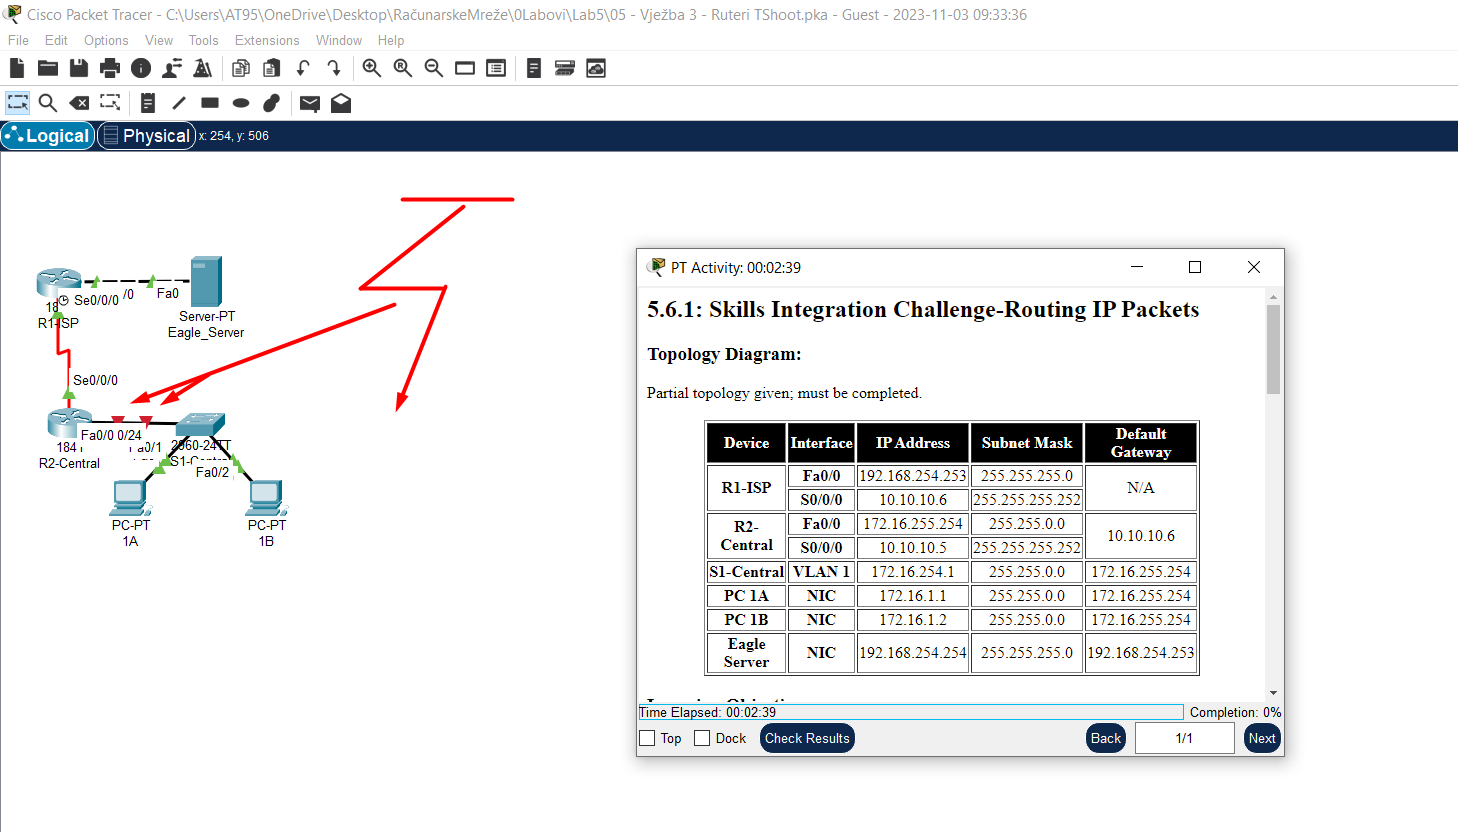 Cisco Packet Tracer - C:\Users\AT95\OneDrive\Desktop\RačunarskeMreže\0Labovi\Lab5\05 - Vježba 3 - Ruteri TShoot.pka - Guest - 2023-11-03 09:33:36
File Edit Options View Tools Extensions Window Help
Logical Physical x: 254, y: 506
Se0/0/0 /0 Fa0
18
R1-ISP
Server-PT
Eagle_Server
Se0/0/0
Fa0/0 0/24
184 a0/1 2960-24TT
R2-Central
Fa0/2
PC-PT
1A
PC-PT
1B
PT Activity: 00:02:39
5.6.1: Skills Integration Challenge-Routing IP Packets
Topology Diagram:
Partial topology given; must be completed.
Device Interface IP Address Subnet Mask Default Gateway
R1-ISP Fa0/0 192.168.254.253 255.255.255.0 N/A
S0/0/0 10.10.10.6 255.255.255.252
R2-Central Fa0/0 172.16.255.254 255.255.0.0 10.10.10.6
S0/0/0 10.10.10.5 255.255.255.252
S1-Central VLAN 1 172.16.254.1 255.255.0.0 172.16.255.254
PC 1A NIC 172.16.1.1 255.255.0.0 172.16.255.254
PC 1B NIC 172.16.1.2 255.255.0.0 172.16.255.254
Eagle Server NIC 192.168.254.254 255.255.255.0 192.168.254.253
Time Elapsed: 00:02:39 Completion: 0%
Top Dock Check Results Back 1/1 Next